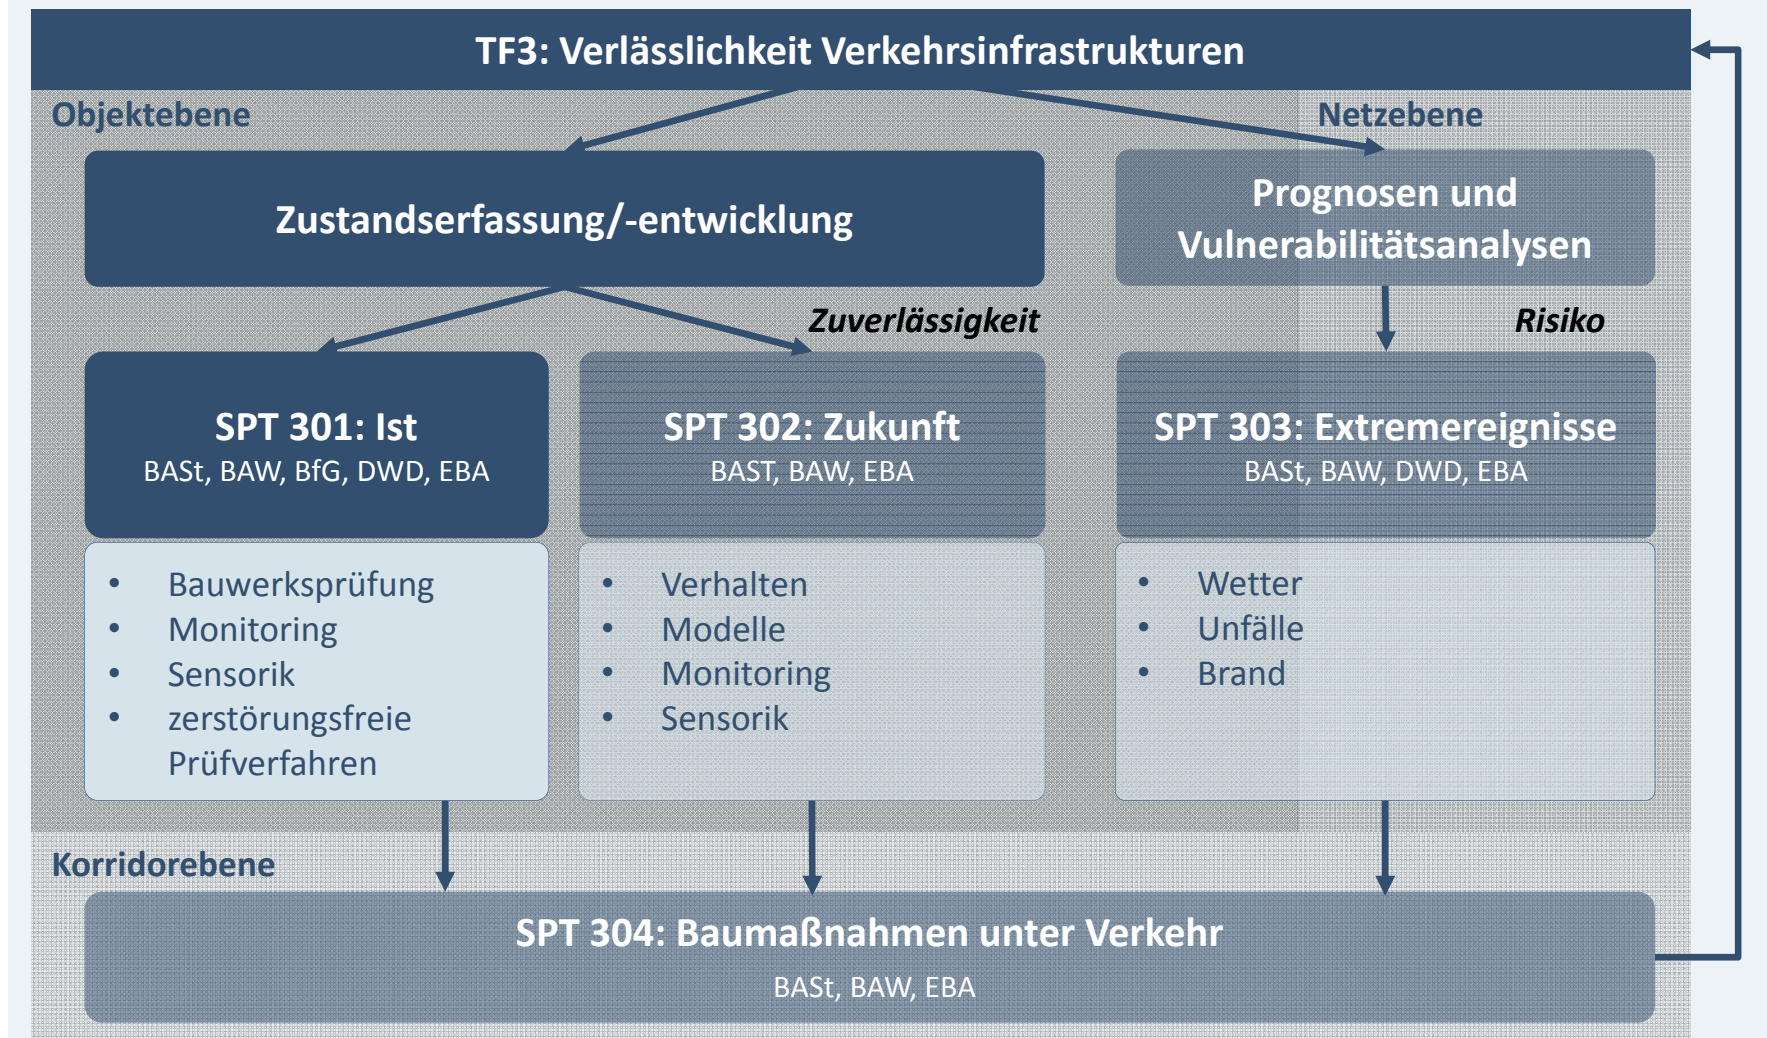 TF3: Verlässlichkeit Verkehrsinfrastrukturen
Objektebene
Netzebene
Zustandserfassung/-entwicklung
Prognosen und
Vulnerabilitätsanalysen
Zuverlässigkeit
Risiko
SPT 301: Ist
BASt, BAW, BfG, DWD, EBA
SPT 302: Zukunft
BAST, BAW, EBA
SPT 303: Extremereignisse
BASt, BAW, DWD, EBA
• Bauwerksprüfung
• Monitoring
• Sensorik
• zerstörungsfreie
Prüfverfahren
• Verhalten
• Modelle
• Monitoring
• Sensorik
• Wetter
• Unfälle
• Brand
Korridorebene
SPT 304: Baumaßnahmen unter Verkehr
BASt, BAW, EBA